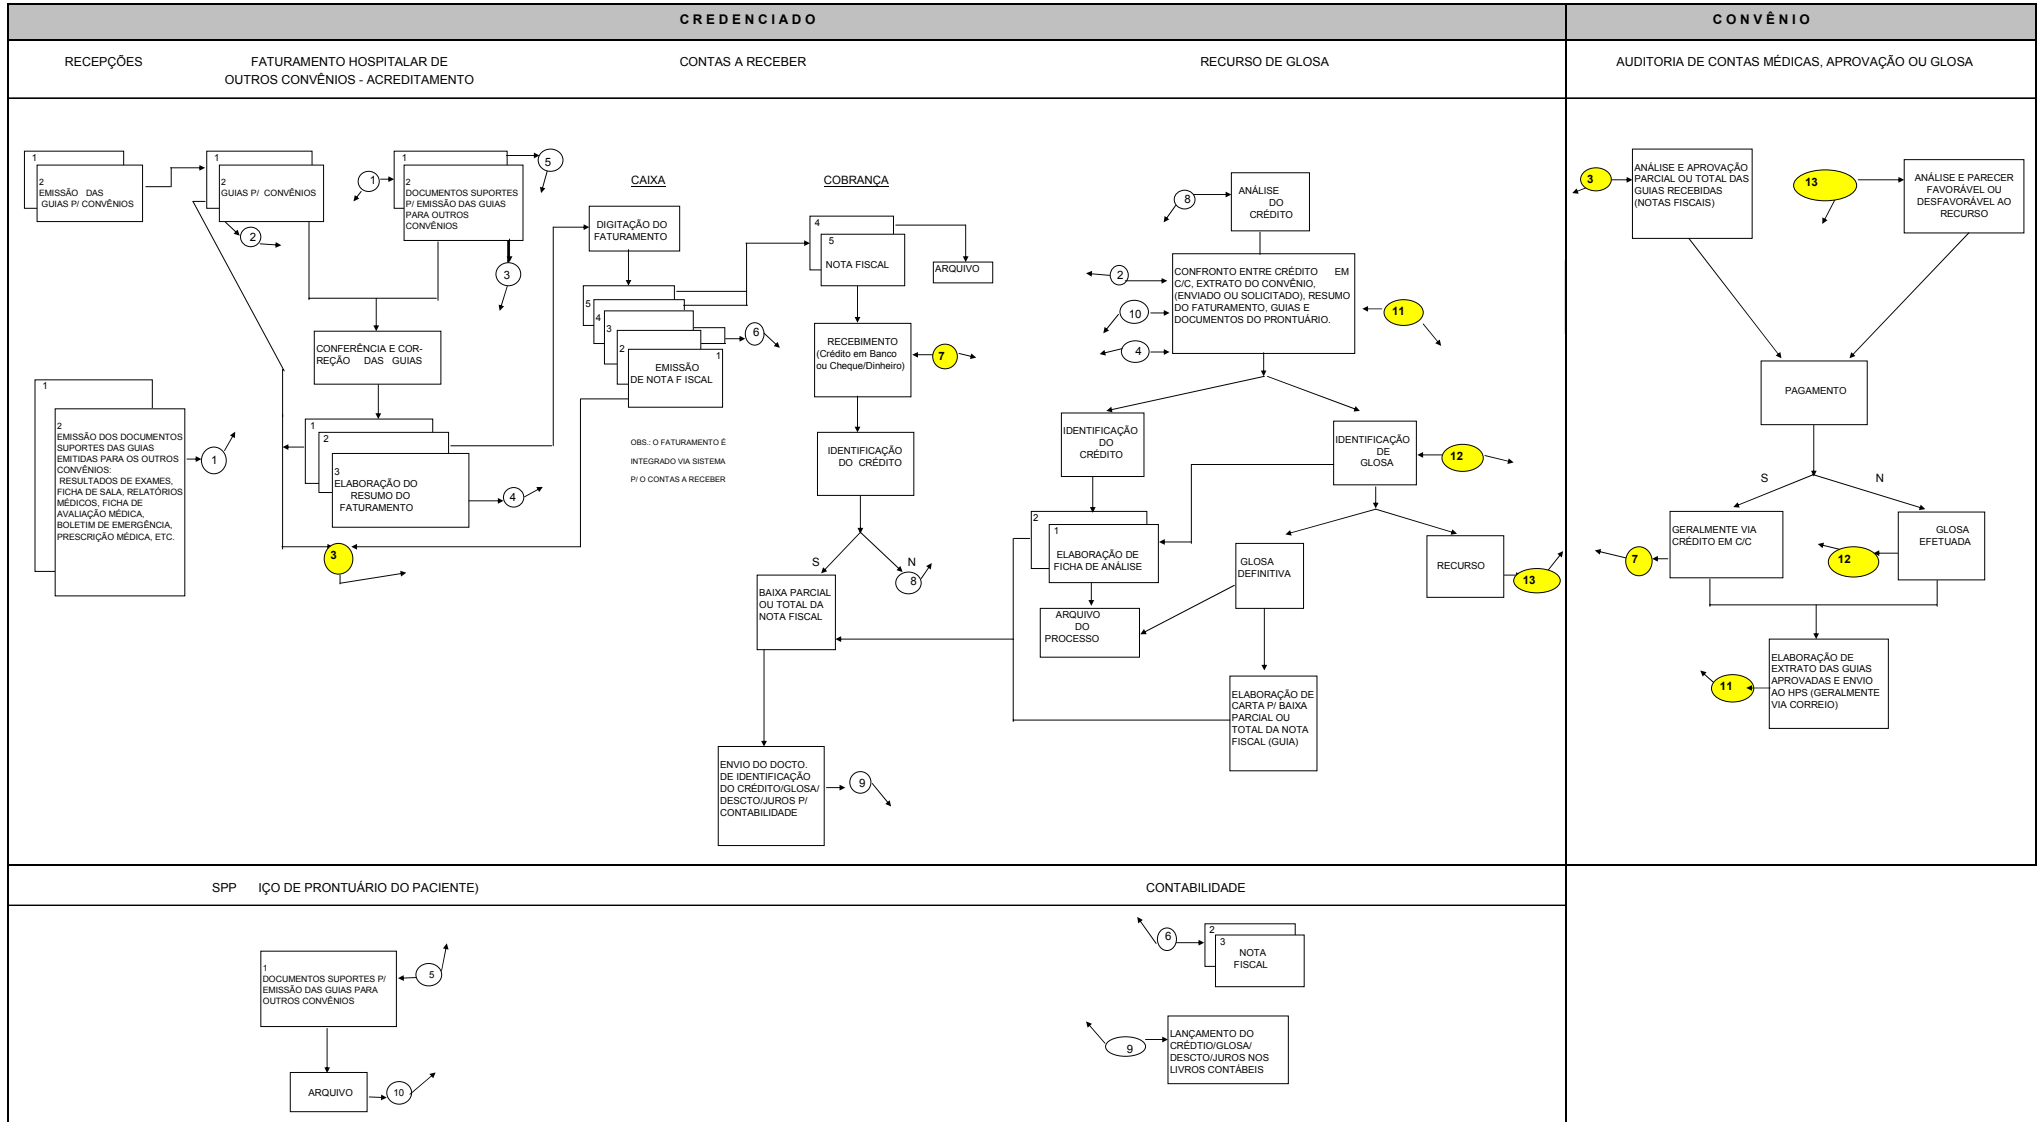 CREDENCIADO
CONVÊNIO
RECEPÇÕES
FATURAMENTO HOSPITALAR DE
OUTROS CONVÊNIOS - ACREDITAMENTO
CONTAS A RECEBER
RECURSO DE GLOSA
AUDITORIA DE CONTAS MÉDICAS, APROVAÇÃO OU GLOSA
1
2
EMISSÃO DAS
GUIAS P/ CONVÊNIOS
1
2
EMISSÃO DOS DOCUMENTOS
SUPORTES DAS GUIAS
EMITIDAS PARA OS OUTROS
CONVÊNIOS:
RESULTADOS DE EXAMES,
FICHA DE SALA, RELATÓRIOS
MÉDICOS, FICHA DE
AVALIAÇÃO MÉDICA,
BOLETIM DE EMERGÊNCIA,
PRESCRIÇÃO MÉDICA, ETC.
1
1
2
GUIAS P/ CONVÊNIOS
2
1
1
2
DOCUMENTOS SUPORTES
P/ EMISSÃO DAS GUIAS
PARA OUTROS
CONVÊNIOS
5
3
CONFERÊNCIA E COR-
REÇÃO DAS GUIAS
1
2
3
ELABORAÇÃO DO
RESUMO DO
FATURAMENTO
4
3
CAIXA
DIGITAÇÃO DO
FATURAMENTO
5
4
3
2
1
EMISSÃO
DE NOTA F ISCAL
6
OBS.: O FATURAMENTO É
INTEGRADO VIA SISTEMA
P/ O CONTAS A RECEBER
COBRANÇA
4
5
NOTA FISCAL
ARQUIVO
RECEBIMENTO
(Crédito em Banco
ou Cheque/Dinheiro)
7
IDENTIFICAÇÃO
DO CRÉDITO
S
N
8
BAIXA PARCIAL
OU TOTAL DA
NOTA FISCAL
ENVIO DO DOCTO.
DE IDENTIFICAÇÃO
DO CRÉDITO/GLOSA/
DESCTO/JUROS P/
CONTABILIDADE
9
8
ANÁLISE
DO
CRÉDITO
2
10
4
CONFRONTO ENTRE CRÉDITO EM
C/C, EXTRATO DO CONVÊNIO,
(ENVIADO OU SOLICITADO), RESUMO
DO FATURAMENTO, GUIAS E
DOCUMENTOS DO PRONTUÁRIO.
11
IDENTIFICAÇÃO
DO
CRÉDITO
IDENTIFICAÇÃO
DE
GLOSA
12
2
1
ELABORAÇÃO DE
FICHA DE ANÁLISE
GLOSA
DEFINITIVA
RECURSO
13
ARQUIVO
DO
PROCESSO
ELABORAÇÃO DE
CARTA P/ BAIXA
PARCIAL OU
TOTAL DA NOTA
FISCAL (GUIA)
3
ANÁLISE E APROVAÇÃO
PARCIAL OU TOTAL DAS
GUIAS RECEBIDAS
(NOTAS FISCAIS)
13
ANÁLISE E PARECER
FAVORÁVEL OU
DESFAVORÁVEL AO
RECURSO
PAGAMENTO
S
N
GERALMENTE VIA
CRÉDITO EM C/C
7
GLOSA
EFETUADA
12
ELABORAÇÃO DE
EXTRATO DAS GUIAS
APROVADAS E ENVIO
AO HPS (GERALMENTE
VIA CORREIO)
11
SPP IÇO DE PRONTUÁRIO DO PACIENTE)
CONTABILIDADE
1
DOCUMENTOS SUPORTES P/
EMISSÃO DAS GUIAS PARA
OUTROS CONVÊNIOS
5
ARQUIVO
10
6
2
3
NOTA
FISCAL
9
LANÇAMENTO DO
CRÉDTIO/GLOSA/
DESCTO/JUROS NOS
LIVROS CONTÁBEIS